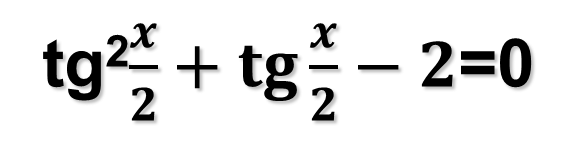 tg²x/2 + tg x/2 − 2=0